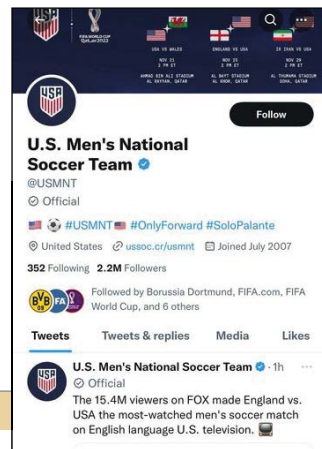 FIFA WORLD CUP
Qatar2022
USA VS WALES
ENGLAND VS USA
IR IRAN VS USA
NOV 21
NOV 25
NOV 29
2 PM ET
2 PM ET
2 PM ET
AHMAD BIN ALI STADIUM
AL BAYT STADIUM
AL THUMAMA STADIUM
AL RAYYAN, QATAR
AL KHOR, QATAR
DOHA, QATAR
USA
Follow
U.S. Men's National
Soccer Team
@USMNT
Official
#USMNT #OnlyForward #SoloPalante
United States ussoc.cr/usmnt Joined July 2007
352 Following 2.2M Followers
BVB 09 FA
Followed by Borussia Dortmund, FIFA.com, FIFA
World Cup, and 6 others
Tweets Tweets & replies Media Likes
USA
U.S. Men's National Soccer Team · 1h ...
Official
The 15.4M viewers on FOX made England vs.
USA the most-watched men's soccer match
on English language U.S. television.